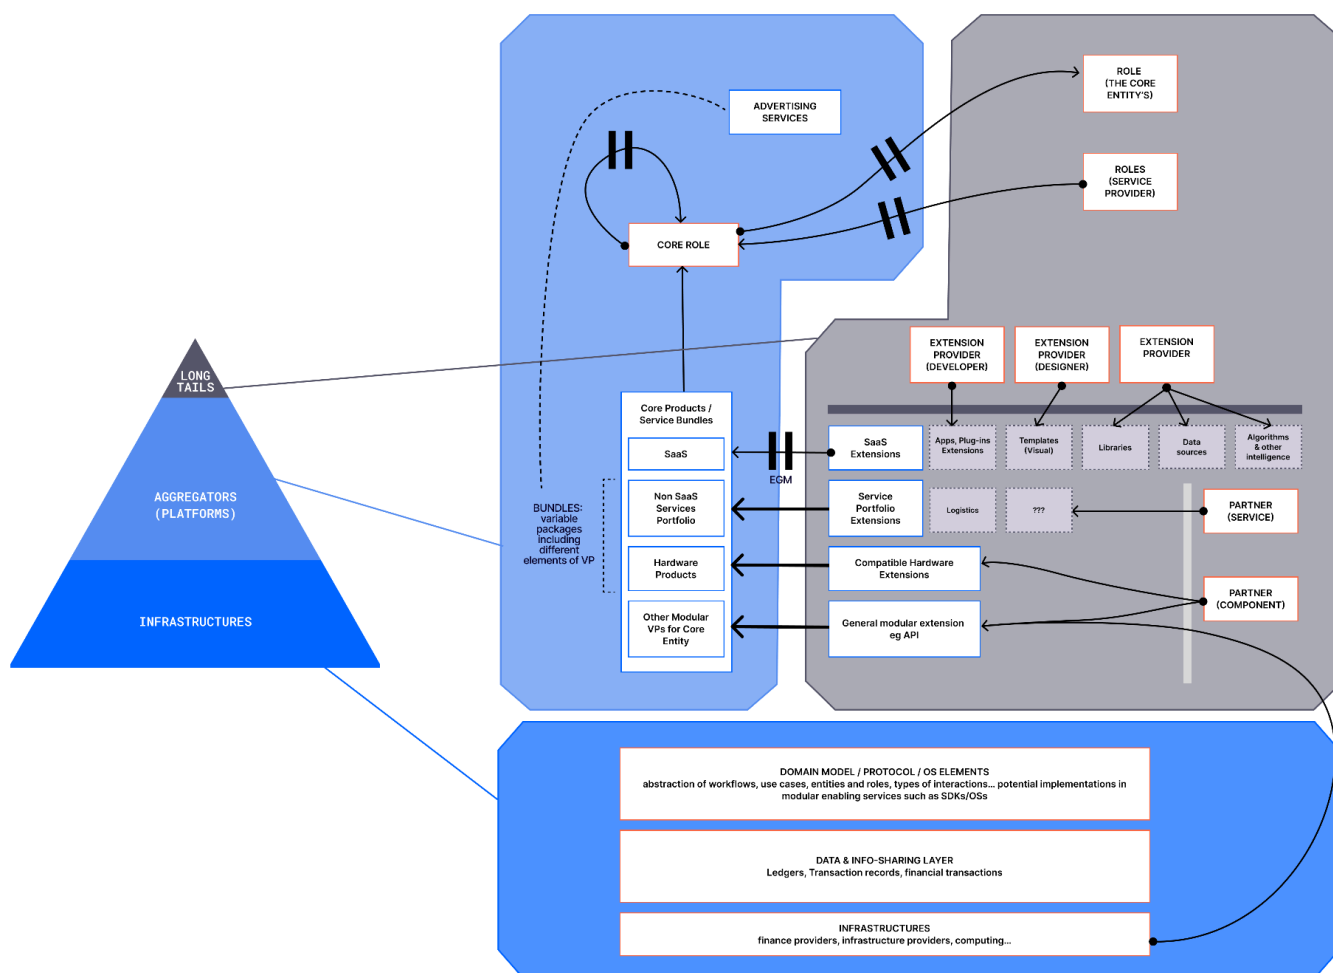 ADVERTISING
SERVICES
ROLE
(THE CORE
ENTITY'S)
ROLES
(SERVICE
PROVIDER)
CORE ROLE
LONG
TAILS
AGGREGATORS
(PLATFORMS)
INFRASTRUCTURES
BUNDLES:
variable
packages
including
different
elements of VP
Core Products /
Service Bundles
SaaS
Non SaaS
Services
Portfolio
Hardware
Products
Other Modular
VPs for Core
Entity
EGM
EXTENSION
PROVIDER
(DEVELOPER)
EXTENSION
PROVIDER
(DESIGNER)
EXTENSION
PROVIDER
SaaS
Extensions
Apps, Plug-ins
Extensions
Templates
(Visual)
Libraries
Data
sources
Algorithms
& other
intelligence
Service
Portfolio
Extensions
Logistics
???
PARTNER
(SERVICE)
Compatible Hardware
Extensions
PARTNER
(COMPONENT)
General modular extension
eg API
DOMAIN MODEL / PROTOCOL / OS ELEMENTS
abstraction of workflows, use cases, entities and roles, types of interactions... potential implementations in
modular enabling services such as SDKs/OSs
DATA & INFO-SHARING LAYER
Ledgers, Transaction records, financial transactions
INFRASTRUCTURES
finance providers, infrastructure providers, computing...